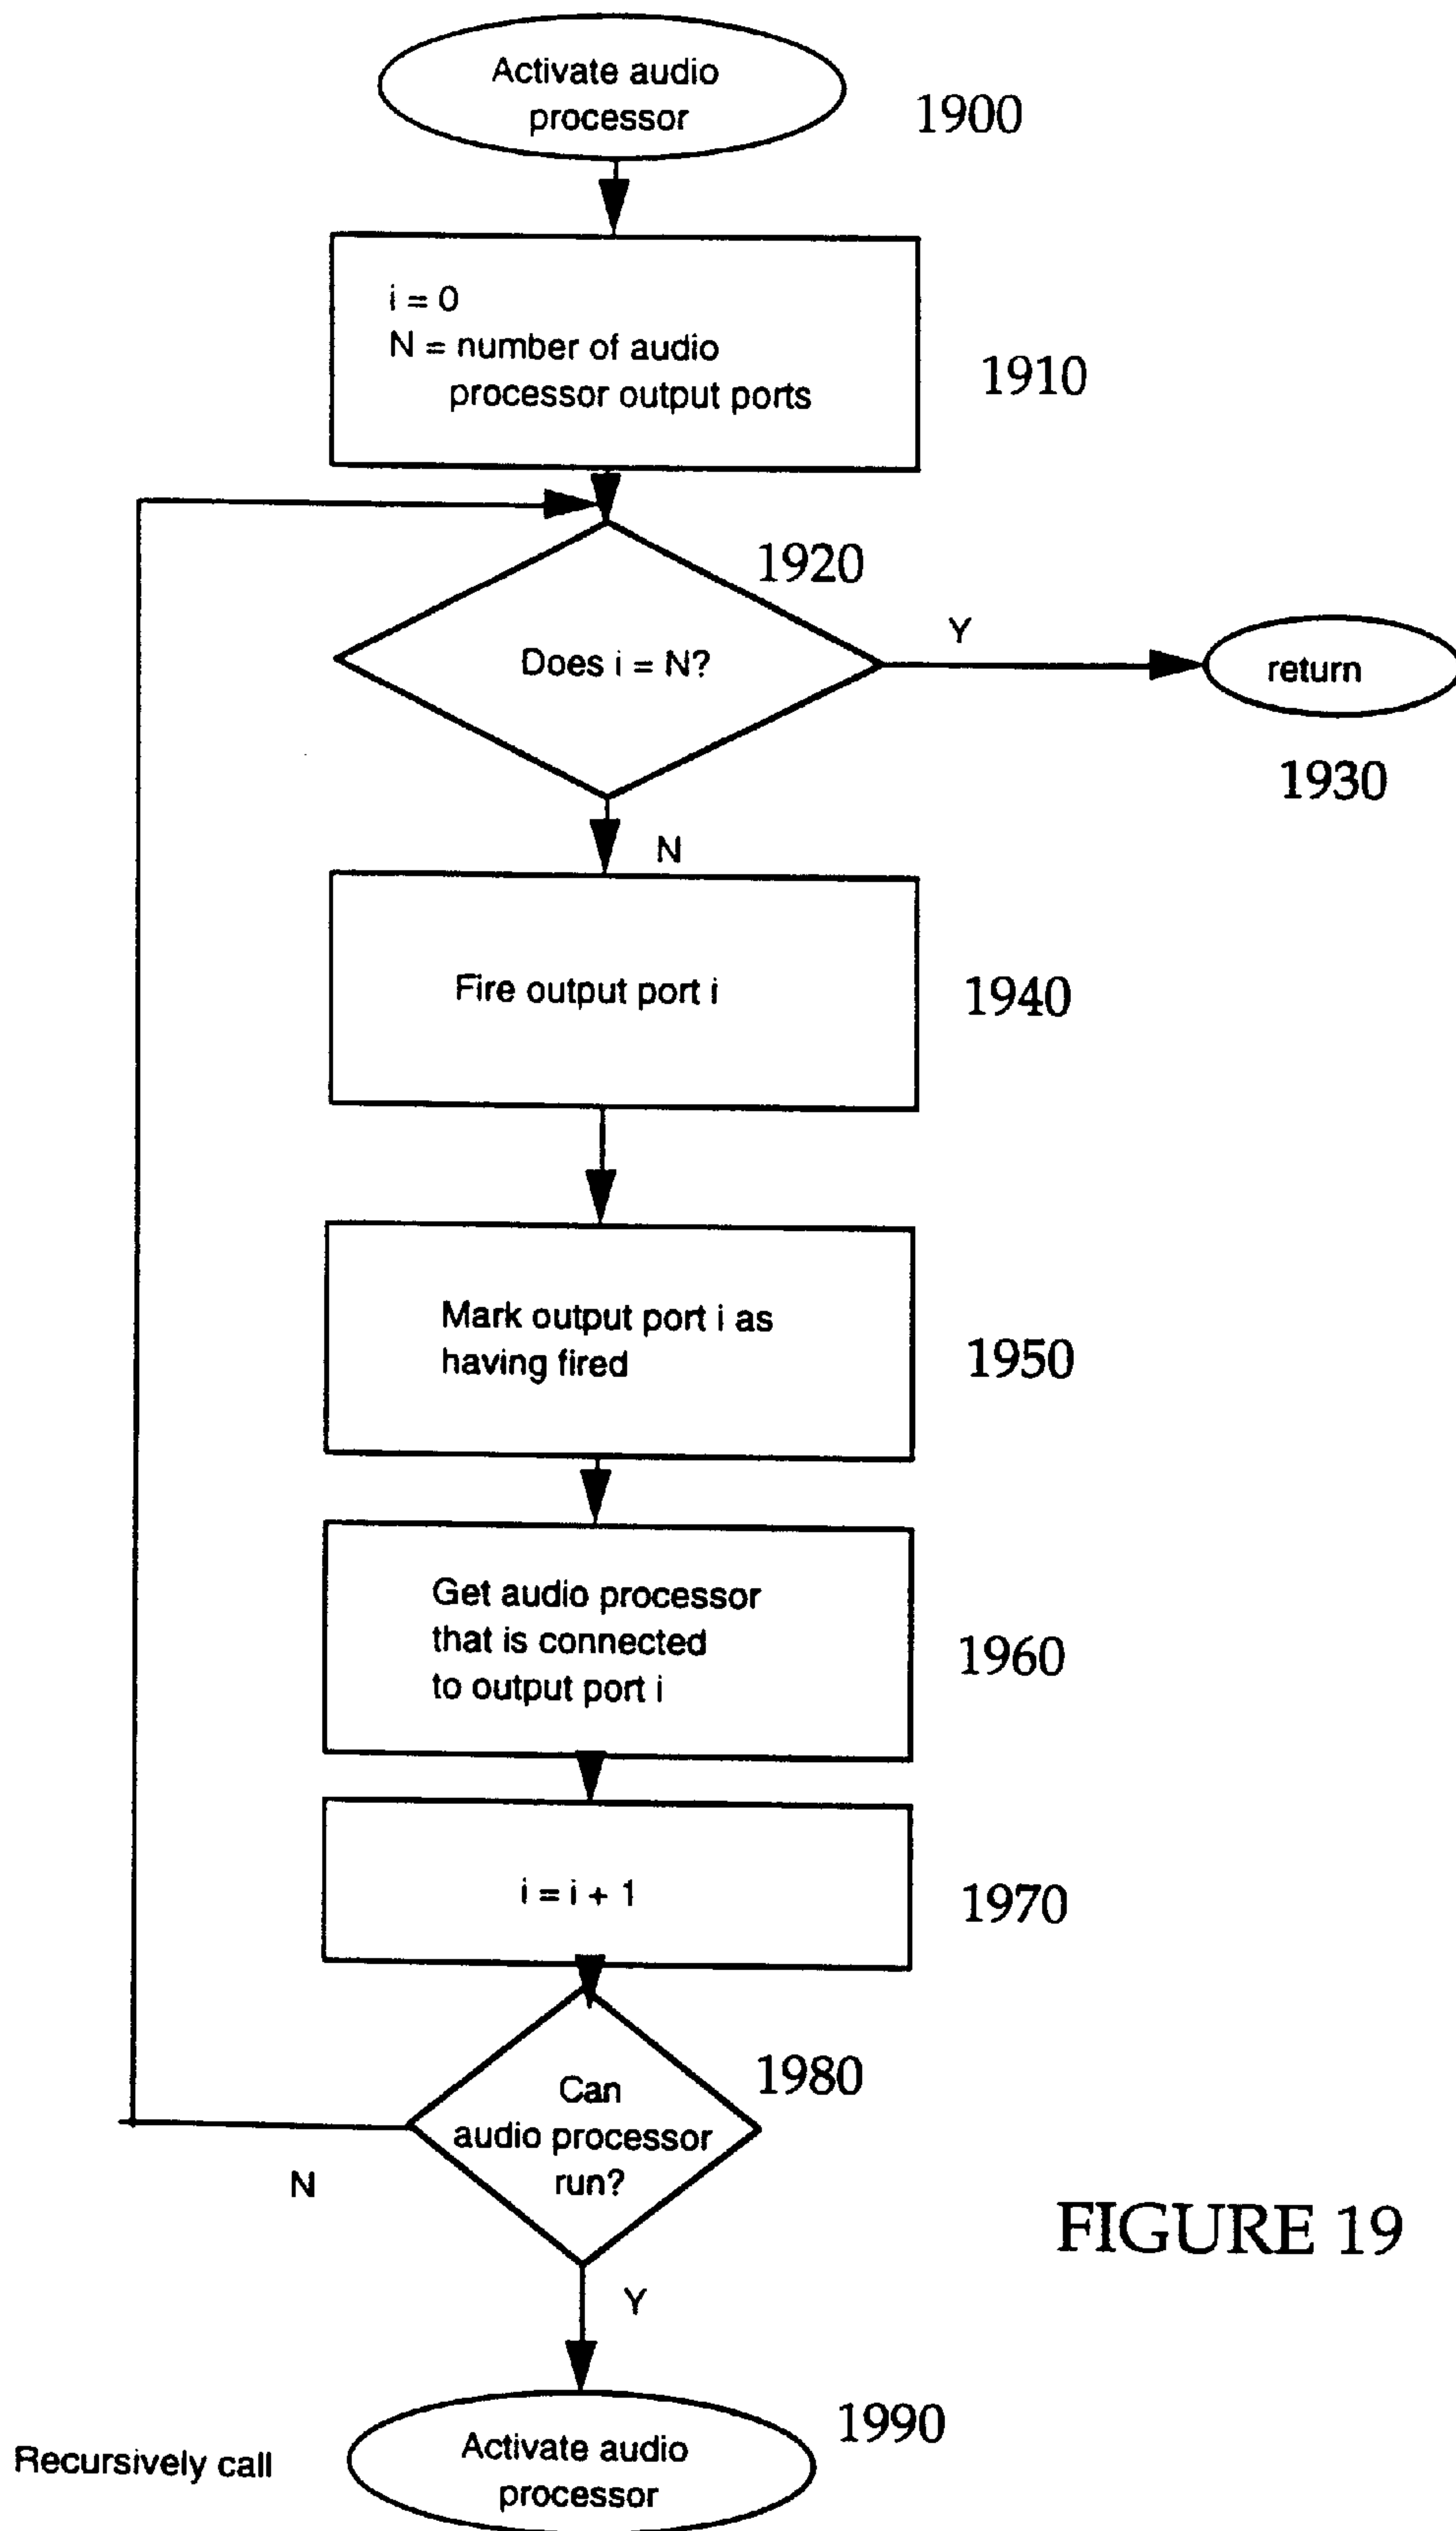 Activate audio
processor
1900
i = 0
N = number of audio
processor output ports
1910
1920
Does i = N?
Y
return
1930
N
Fire output port i
1940
Mark output port i as
having fired
1950
Get audio processor
that is connected
to output port i
1960
i = i + 1
1970
1980
Can
audio processor
run?
N
FIGURE 19
Y
1990
Recursively call
Activate audio
processor